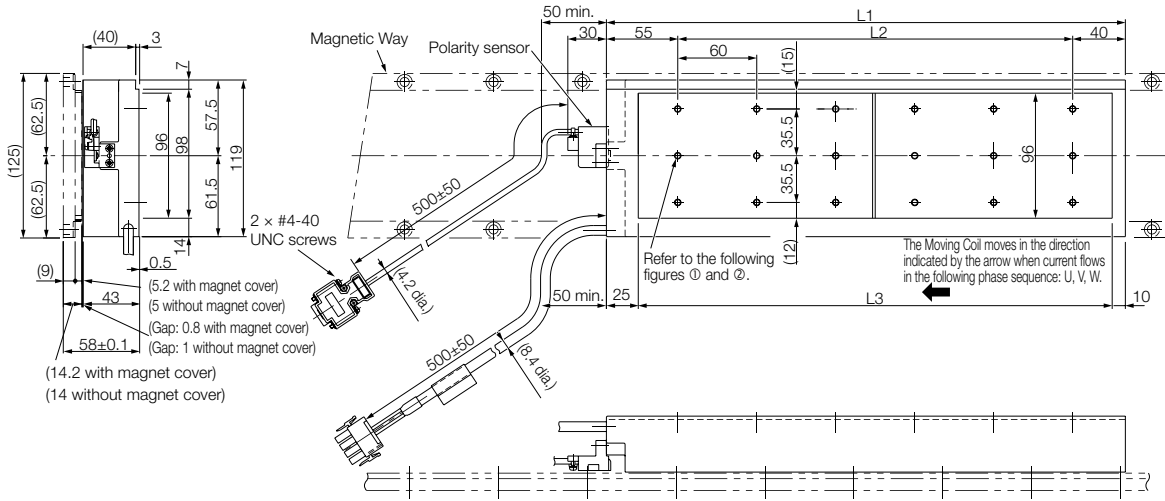 50 min.
L1
(40)
3
30
55
L2
40
Magnetic Way
Polarity sensor
60
(15)
7
(125)
(62.5)
(62.5)
96
98
57.5
61.5
119
14
35.5
35.5
96
500±50
2 × #4-40
UNC screws
(4.2 dia.)
Refer to the following
figures ① and ②.
(12)
The Moving Coil moves in the direction
indicated by the arrow when current flows
in the following phase sequence: U, V, W.
0.5
(9)
(5.2 with magnet cover)
43
(5 without magnet cover)
(Gap: 0.8 with magnet cover)
58±0.1
(Gap: 1 without magnet cover)
(14.2 with magnet cover)
(14 without magnet cover)
50 min.
25
L3
10
500±50
(8.4 dia.)